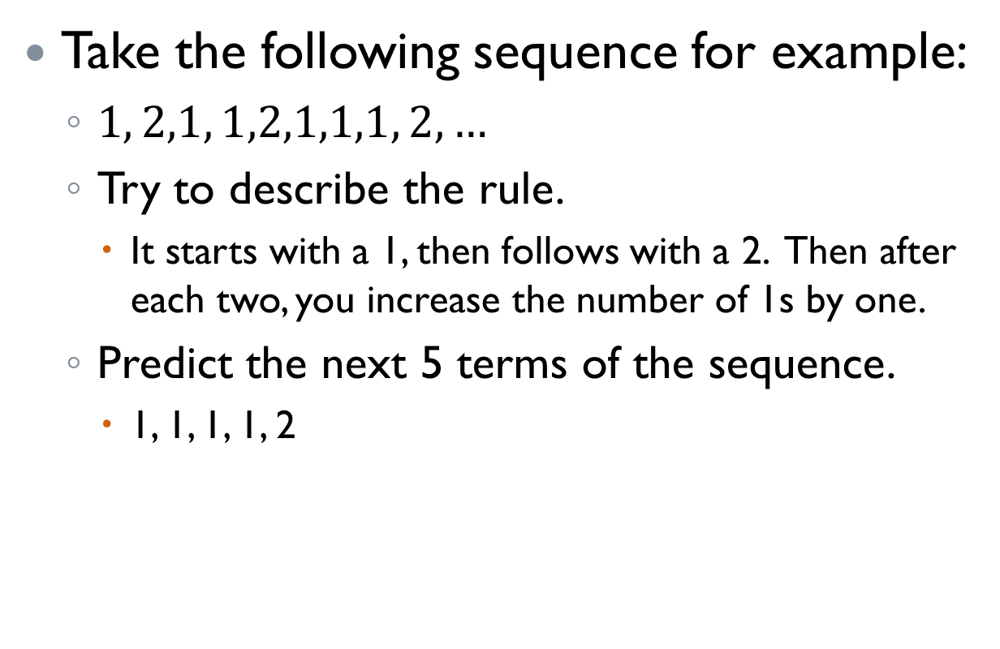 • Take the following sequence for example:
◦ 1, 2,1, 1,2,1,1,1, 2, …
◦ Try to describe the rule.
• It starts with a 1, then follows with a 2. Then after
each two, you increase the number of 1s by one.
◦ Predict the next 5 terms of the sequence.
• 1, 1, 1, 1, 2